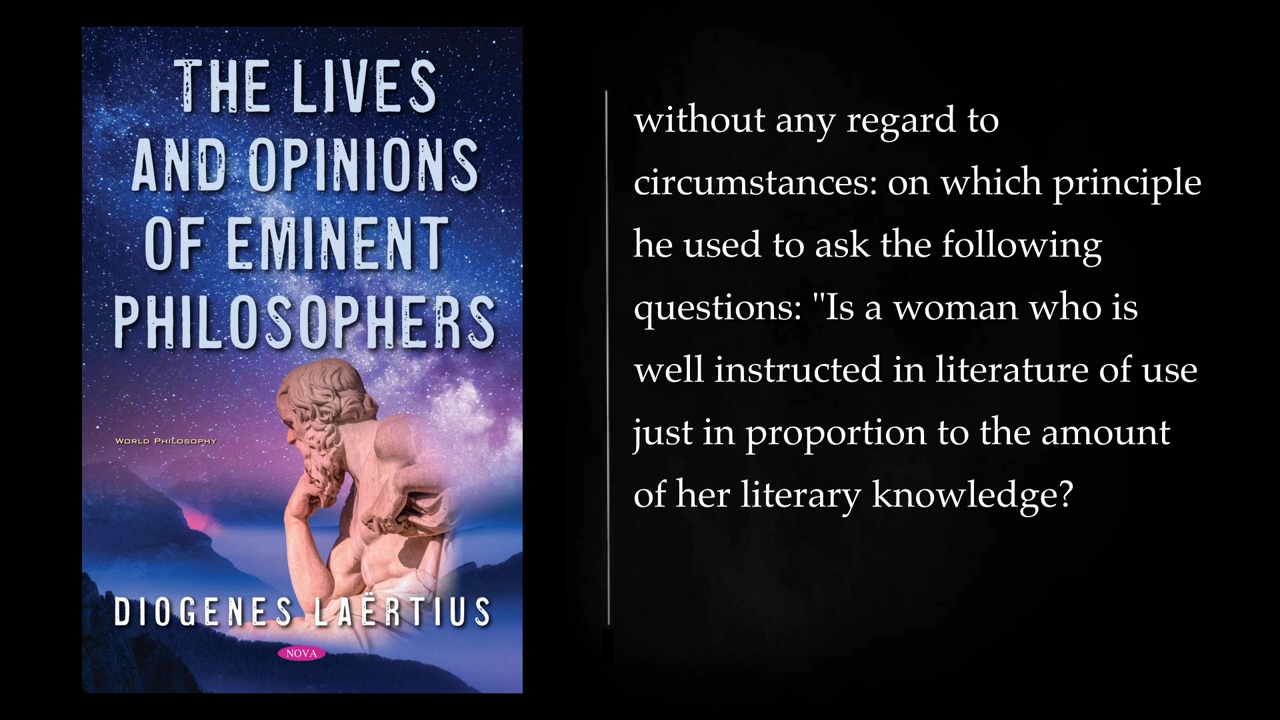 THE LIVES
AND OPINIONS
OF EMINENT
PHILOSOPHERS
WORLD PHILOSOPHY
DIOGENES LAËRTIUS
NOVA
without any regard to
circumstances: on which principle
he used to ask the following
questions: "Is a woman who is
well instructed in literature of use
just in proportion to the amount
of her literary knowledge?